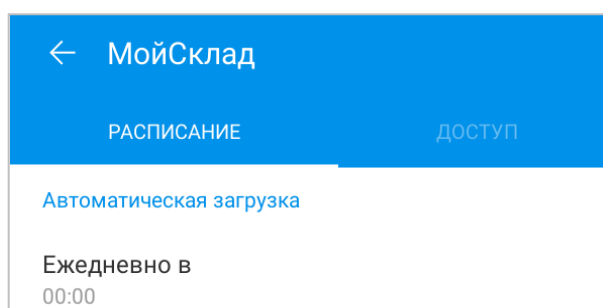 МойСклад
РАСПИСАНИЕ ДОСТУП
Автоматическая загрузка
Ежедневно в
00:00